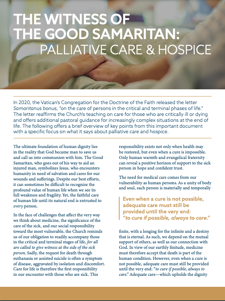 THE WITNESS OF
THE GOOD SAMARITAN:
PALLIATIVE CARE & HOSPICE
In 2020, the Vatican's Congregation for the Doctrine of the Faith released the letter
Samaritanus bonus, "on the care of persons in the critical and terminal phases of life."
The letter reaffirms the Church's teaching on care for those who are critically ill or dying
and offers additional pastoral guidance for increasingly complex situations at the end of
life. The following offers a brief overview of key points from this important document
with a specific focus on what it says about palliative care and hospice.
The ultimate foundation of human dignity lies
in the reality that God became man to save us
and call us into communion with him. The Good
Samaritan, who goes out of his way to aid an
injured man, symbolizes Jesus, who encounters
humanity in need of salvation and cares for our
wounds and sufferings. Despite our best efforts,
it can sometimes be difficult to recognize the
profound value of human life when we see its
full weakness and fragility. Yet, the faithful care
of human life until its natural end is entrusted to
every person.
In the face of challenges that affect the very way
we think about medicine, the significance of the
care of the sick, and our social responsibility
toward the most vulnerable, the Church reminds
us of our obligation to readily accompany those
in the critical and terminal stages of life, for all
are called to give witness at the side of the sick
person. Sadly, the request for death through
euthanasia or assisted suicide is often a symptom
of disease, aggravated by isolation and discomfort.
Care for life is therefore the first responsibility
in our encounter with those who are sick. This
responsibility exists not only when health may
be restored, but even when a cure is impossible.
Only human warmth and evangelical fraternity
can reveal a positive horizon of support to the sick
person in hope and confident trust.
The need for medical care comes from our
vulnerability as human persons. As a unity of body
and soul, each person is materially and temporally
Even when a cure is not possible,
adequate care must still be
provided until the very end:
"to cure if possible, always to care."
finite, with a longing for the infinite and a destiny
that is eternal. As such, we depend on the mutual
support of others, as well as our connection with
God. In view of our earthly finitude, medicine
must therefore accept that death is part of the
human condition. However, even when a cure is
not possible, adequate care must still be provided
until the very end: "to cure if possible, always to
care." Adequate care—which upholds the dignity